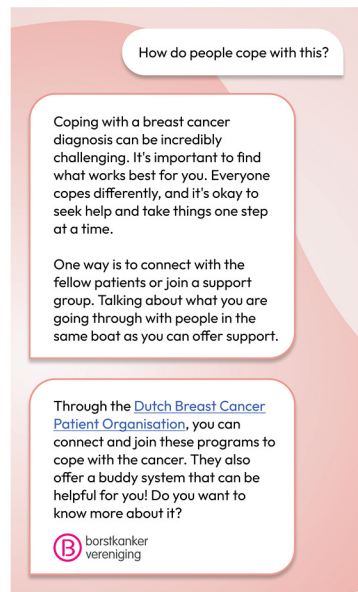 How do people cope with this?
Coping with a breast cancer
diagnosis can be incredibly
challenging. It's important to find
what works best for you. Everyone
copes differently, and it's okay to
seek help and take things one step
at a time.
One way is to connect with the
fellow patients or join a support
group. Talking about what you are
going through with people in the
same boat as you can offer support.
Through the Dutch Breast Cancer
Patient Organisation, you can
connect and join these programs to
cope with the cancer. They also
offer a buddy system that can be
helpful for you! Do you want to
know more about it?
B borstkanker
vereniging